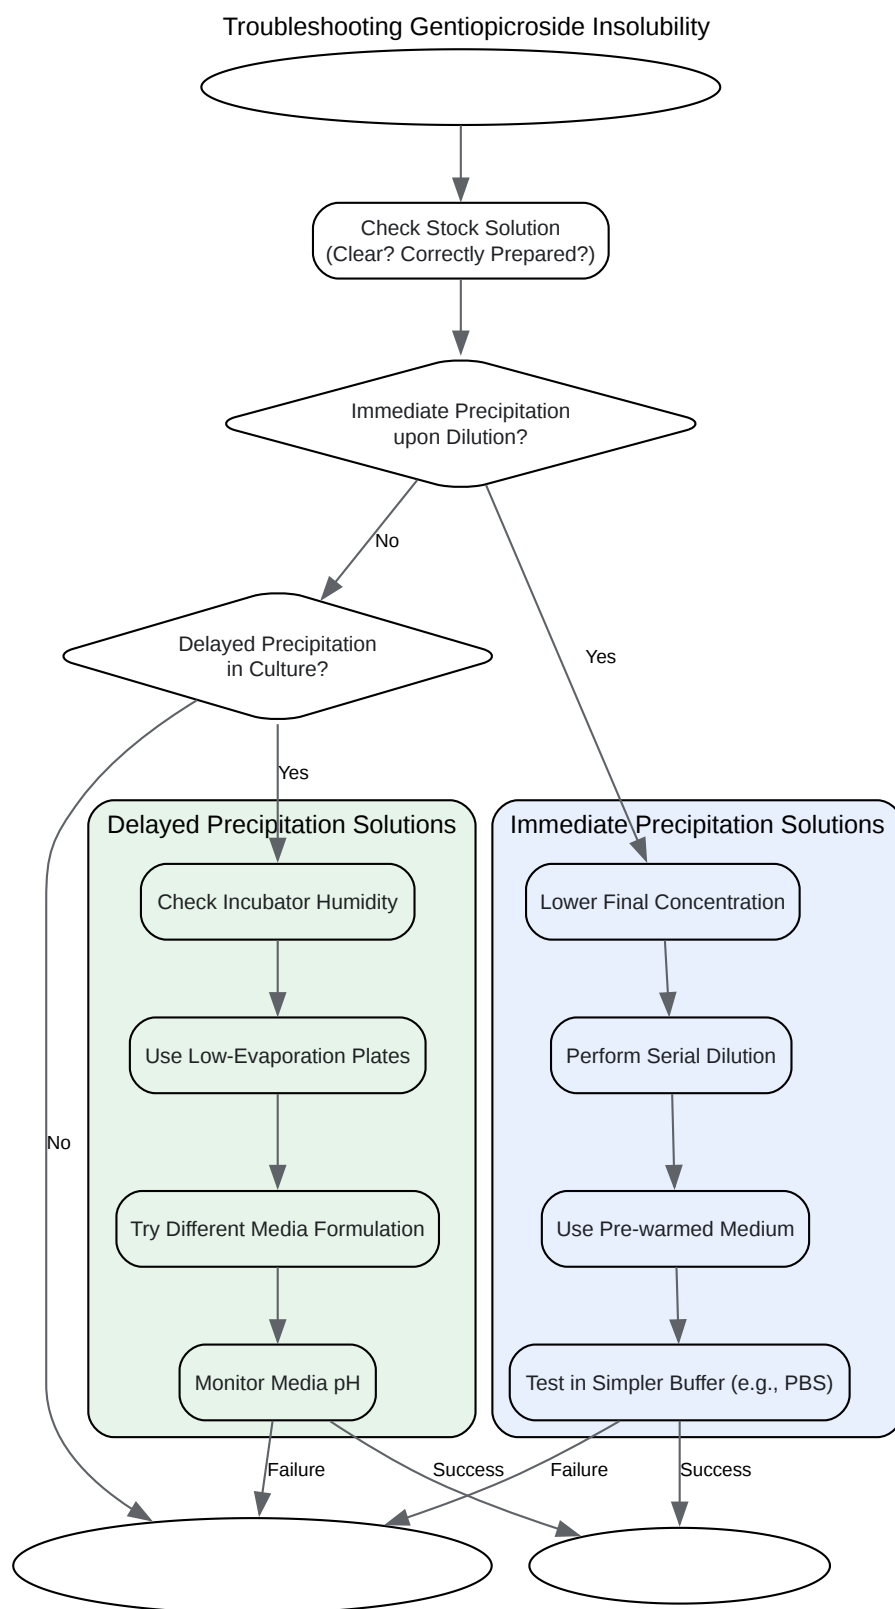 Troubleshooting Gentiopicroside Insolubility
Check Stock Solution
(Clear? Correctly Prepared?)
Immediate Precipitation
upon Dilution?
No
Yes
Delayed Precipitation
in Culture?
Yes
No
Delayed Precipitation Solutions
Check Incubator Humidity
Use Low-Evaporation Plates
Try Different Media Formulation
Monitor Media pH
Immediate Precipitation Solutions
Lower Final Concentration
Perform Serial Dilution
Use Pre-warmed Medium
Test in Simpler Buffer (e.g., PBS)
Failure
Success
Failure
Success